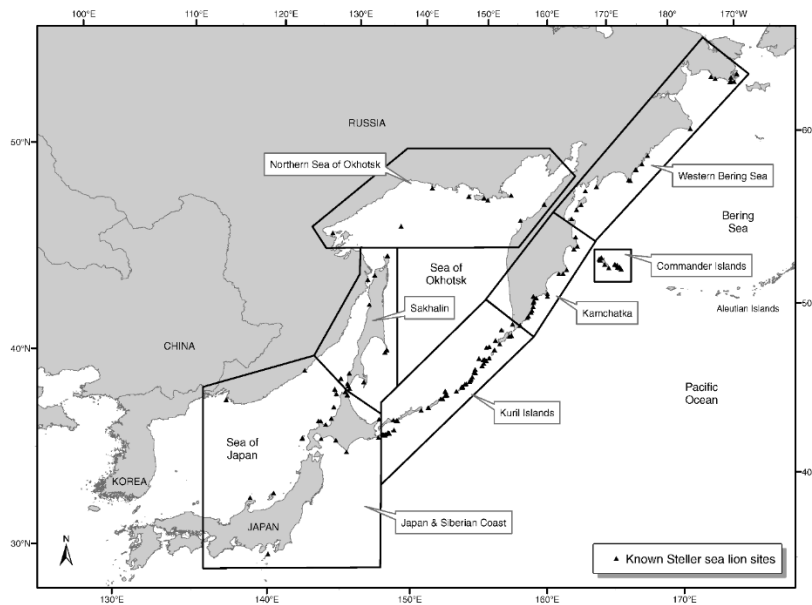 100°E 120°E 130°E 140°E 150°E 160°E 170°E 170°W
RUSSIA
50°N
60°
Northern Sea of Okhotsk
Western Bering Sea
Bering
Sea
Sea of
Okhotsk
Commander Islands
Sakhalin
Kamchatka
Aleutian Islands
50°
CHINA
40°N
Pacific
Ocean
Kuril Islands
Sea of
Japan
KOREA
40°
JAPAN
Japan & Siberian Coast
N
30°N
Known Steller sea lion sites
130°E 140°E 150°E 160°E 170°E